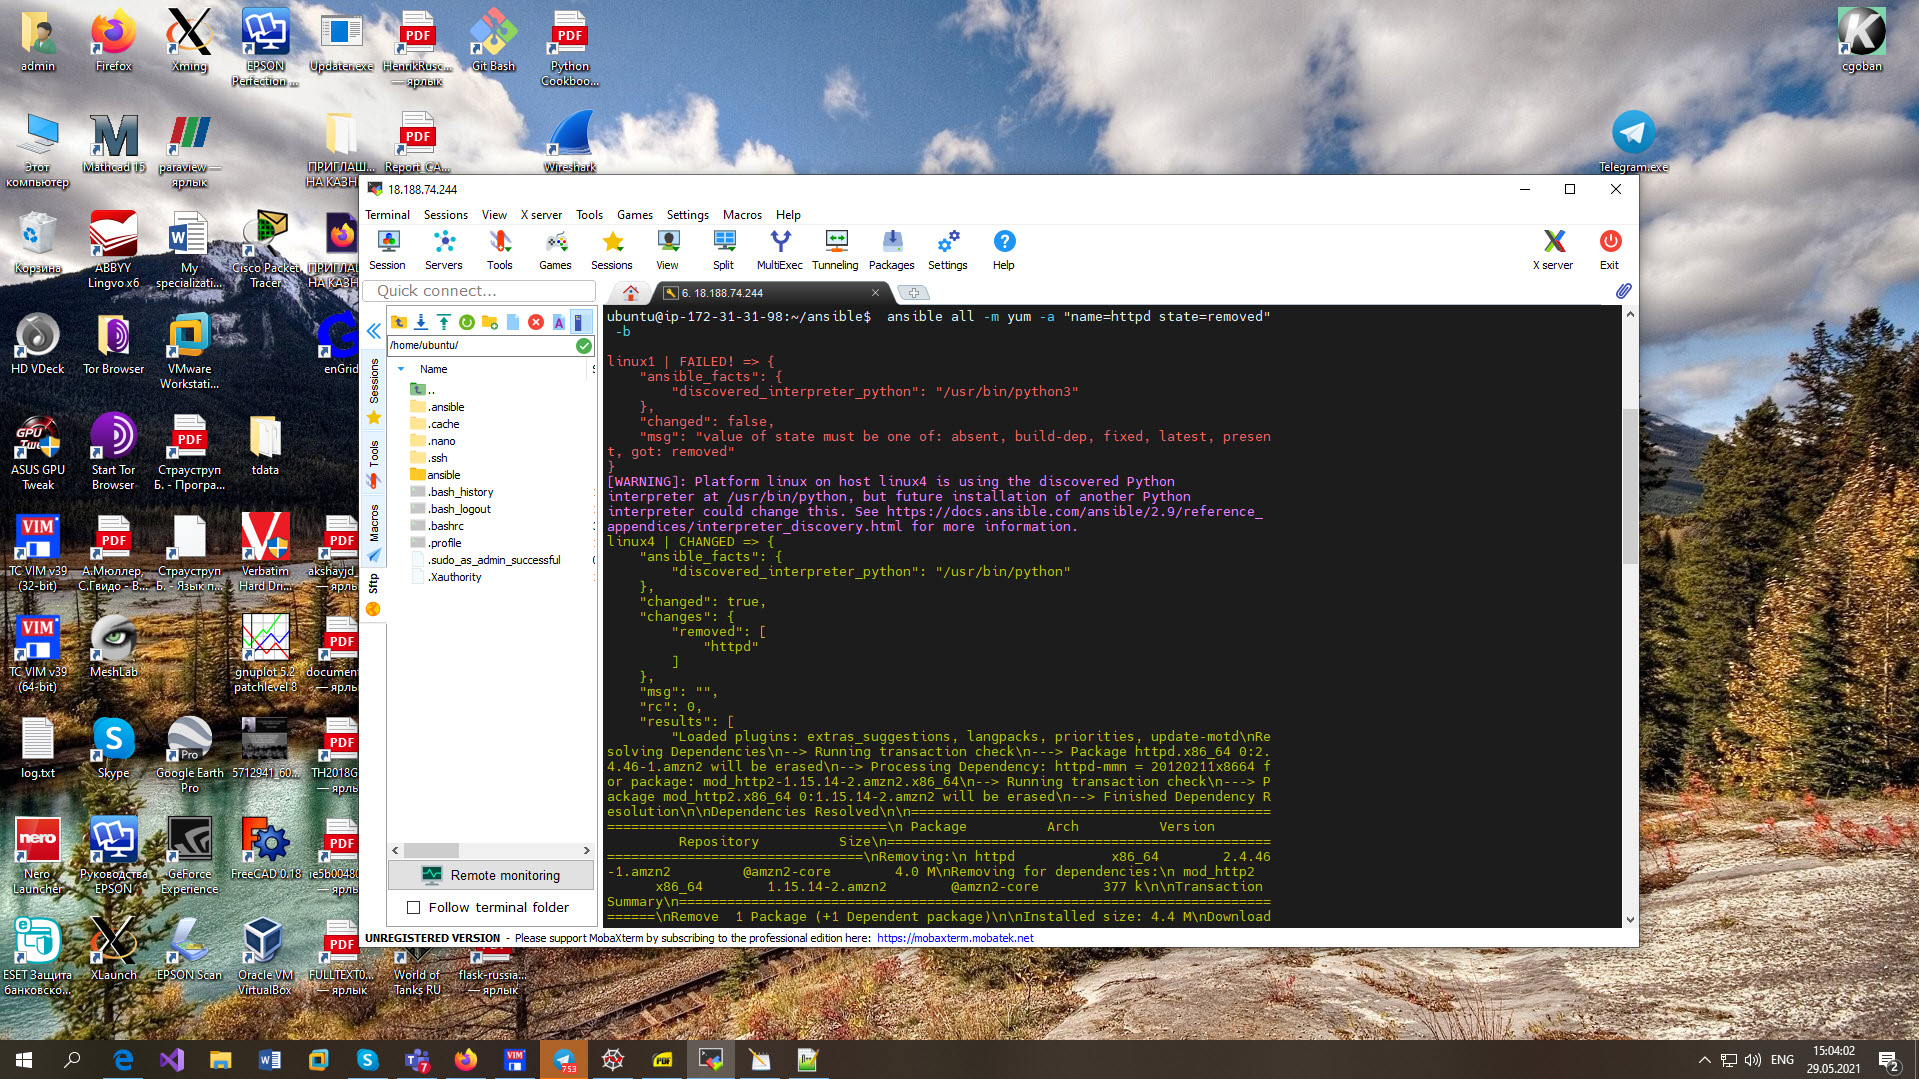 admin
Firefox
Xming
EPSON
Perfection ...
Updater.exe
HenrikRusc...
— ярлык
Git Bash
Python
Cookboo...
cgoban
Этот
компьютер
Mathcad 15
paraview —
ярлык
ПРИГЛАШ...
НА КАЗН
Report_CA...
— ярлык
Wireshark
Telegram.exe
Корзина
ABBYY
Lingvo x6
My
specializati...
Cisco Packet
Tracer
ПРИГЛАШ
НА КАЗН
HD VDeck
Tor Browser
VMware
Workstati...
enGrid
ASUS GPU
Tweak
Start Tor
Browser
Страуструп
Б. - Програ...
tdata
TC VIM v39
(32-bit)
А.Мюллер,
С.Гвидо - В...
Страуструп
Б. - Язык п...
Verbatim
Hard Dri...
akshayjd_
— ярлы
TC VIM v39
(64-bit)
MeshLab
gnuplot 5.2
patchlevel 8
document
— ярлы
log.txt
Skype
Google Earth
Pro
5712941_60...
TH2018G
— ярлы
Nero
Launcher
Руководства
EPSON
GeForce
Experience
FreeCAD 0.18
ie5b0048
— ярлы
ESET Защита
банковско...
XLaunch
EPSON Scan
Oracle VM
VirtualBox
FULLTEXT0...
— ярлык
World of
Tanks RU
flask-russia...
— ярлык
18.188.74.244
Terminal Sessions View X server Tools Games Settings Macros Help
Session Servers Tools Games Sessions View Split MultiExec Tunneling Packages Settings Help X server Exit
Quick connect...
6. 18.188.74.244
Sessions
Tools
Macros
Sftp
/home/ubuntu/
Name
..
.ansible
.cache
.nano
.ssh
ansible
.bash_history
.bash_logout
.bashrc
.profile
.sudo_as_admin_successful
.Xauthority
Remote monitoring
Follow terminal folder
ubuntu@ip-172-31-31-98:~/ansible$  ansible all -m yum -a "name=httpd state=removed"
 -b
linux1 | FAILED! => {
    "ansible_facts": {
        "discovered_interpreter_python": "/usr/bin/python3"
    },
    "changed": false,
    "msg": "value of state must be one of: absent, build-dep, fixed, latest, presen
t, got: removed"
}
[WARNING]: Platform linux on host linux4 is using the discovered Python
interpreter at /usr/bin/python, but future installation of another Python
interpreter could change this. See https://docs.ansible.com/ansible/2.9/reference_
appendices/interpreter_discovery.html for more information.
linux4 | CHANGED => {
    "ansible_facts": {
        "discovered_interpreter_python": "/usr/bin/python"
    },
    "changed": true,
    "changes": {
        "removed": [
            "httpd"
        ]
    },
    "msg": "",
    "rc": 0,
    "results": [
        "Loaded plugins: extras_suggestions, langpacks, priorities, update-motd\nRe
solving Dependencies\n--> Running transaction check\n---> Package httpd.x86_64 0:2.
4.46-1.amzn2 will be erased\n--> Processing Dependency: httpd-mmn = 20120211x8664 f
or package: mod_http2-1.15.14-2.amzn2.x86_64\n--> Running transaction check\n---> P
ackage mod_http2.x86_64 0:1.15.14-2.amzn2 will be erased\n--> Finished Dependency R
esolution\n\nDependencies Resolved\n\n=============================================
===================================\n Package          Arch          Version
         Repository          Size\n================================================
================================\nRemoving:\n httpd            x86_64        2.4.46
-1.amzn2         @amzn2-core        4.0 M\nRemoving for dependencies:\n mod_http2
      x86_64        1.15.14-2.amzn2        @amzn2-core        377 k\n\nTransaction
Summary\n==========================================================================
======\nRemove  1 Package (+1 Dependent package)\n\nInstalled size: 4.4 M\nDownload
UNREGISTERED VERSION - Please support MobaXterm by subscribing to the professional edition here: https://mobaxterm.mobatek.net
ENG
15:04:02
29.05.2021